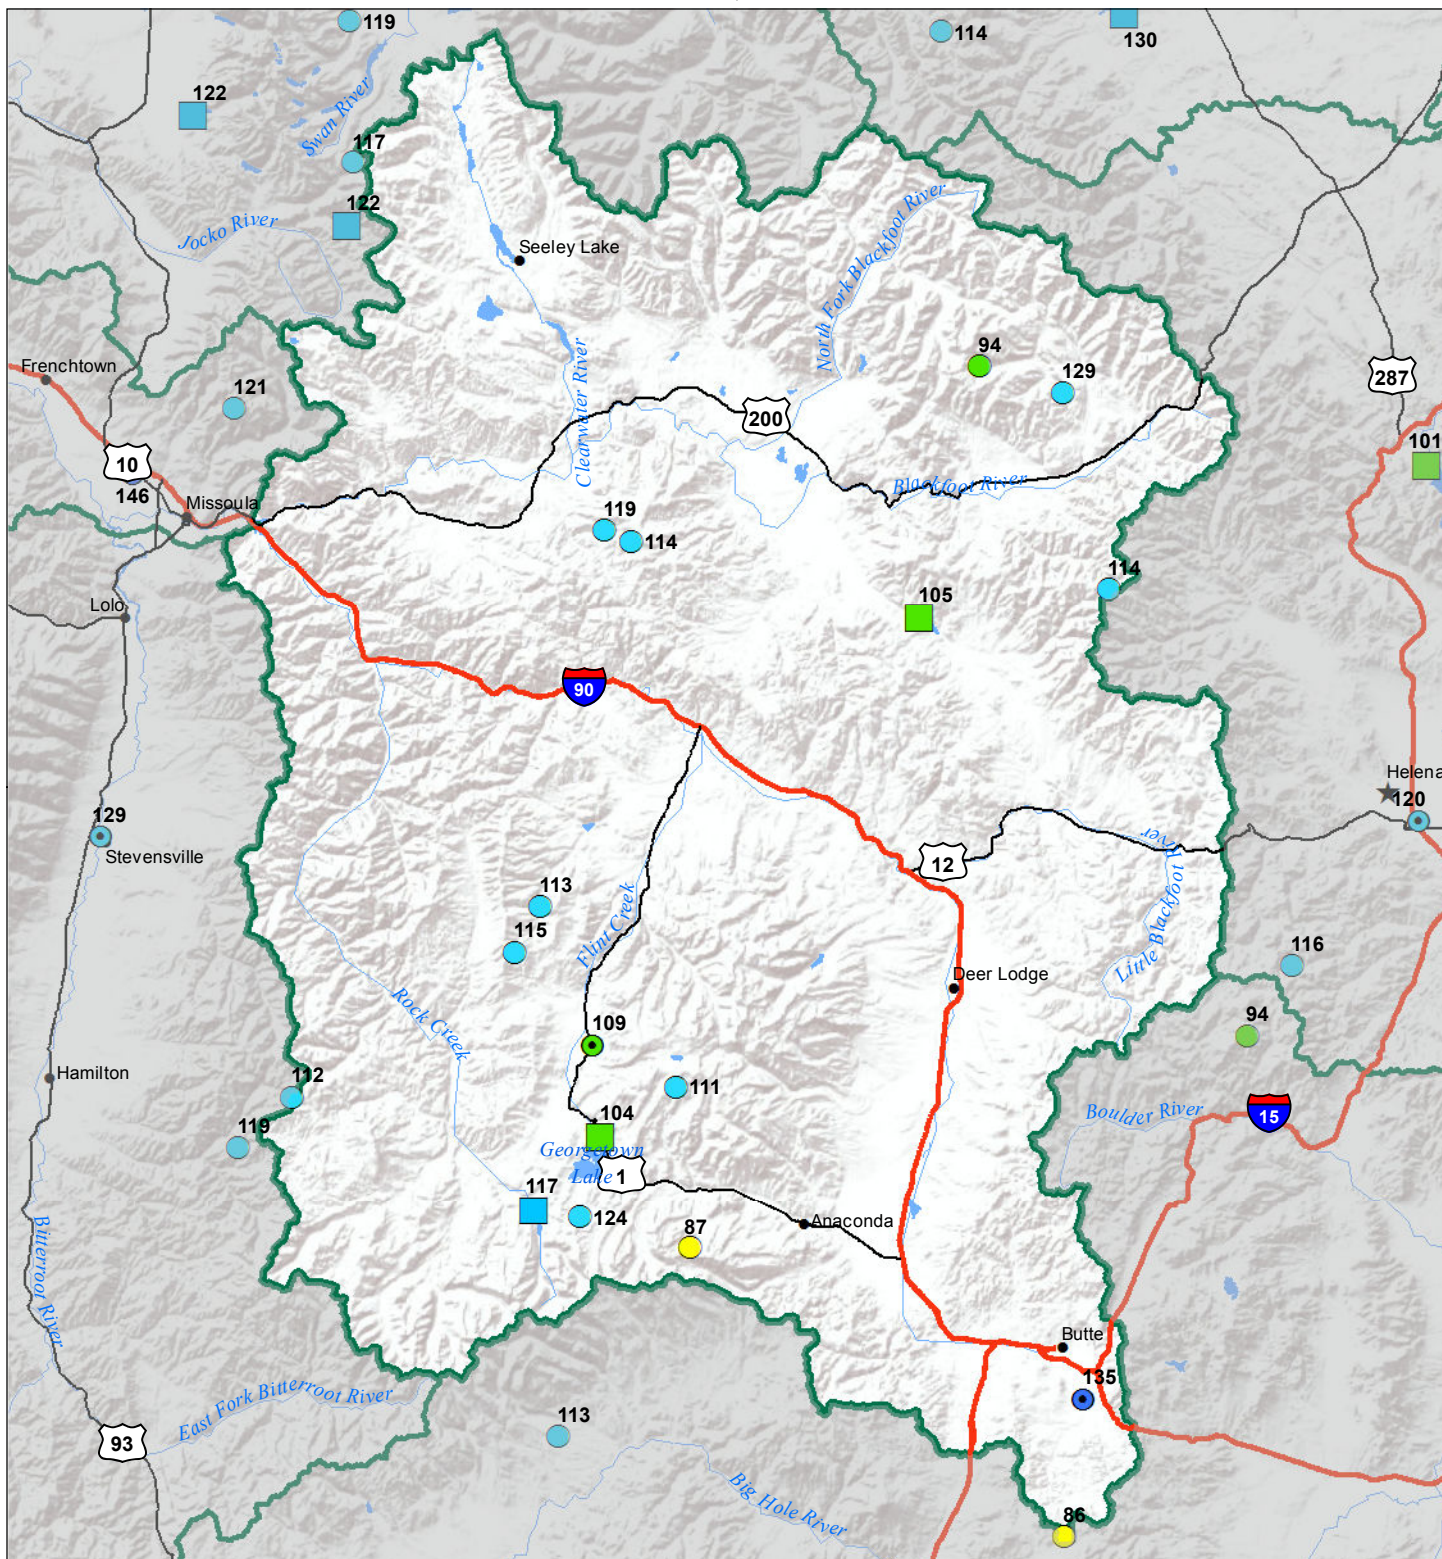 119
114
130
122
Swan River
117
122
Jocko River
Seeley Lake
North Fork Blackfoot River
Frenchtown
94
129
287
121
Clearwater River
200
101
10
146
Missoula
Blackfoot River
119
114
114
Lolo
105
90
Helena
120
129
Stevensville
12
Little Blackfoot River
113
Flint Creek
115
116
Deer Lodge
Rock Creek
94
109
Hamilton
112
111
Boulder River
15
104
119
Georgetown
Lake
1
117
124
Anaconda
87
Bitterroot River
Butte
135
East Fork Bitterroot River
113
93
Big Hole River
86